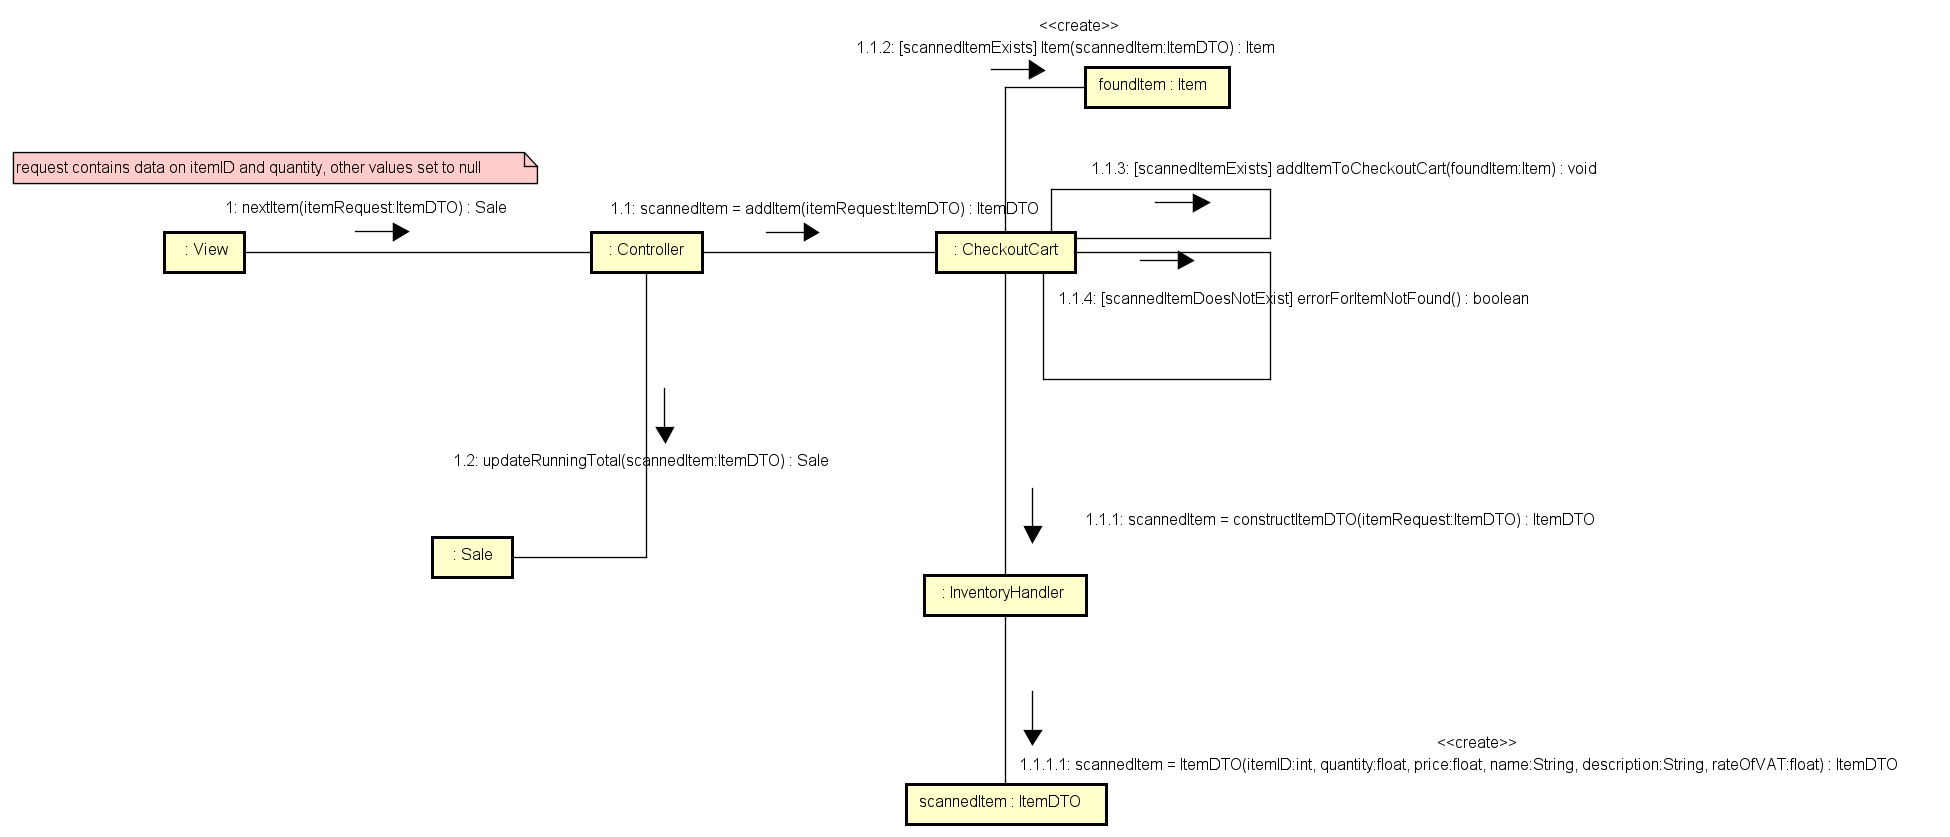 <<create>>
1.1.2: [scannedItemExists] Item(scannedItem:ItemDTO) : Item
foundItem : Item
request contains data on itemID and quantity, other values set to null
1.1.3: [scannedItemExists] addItemToCheckoutCart(foundItem:Item) : void
1: nextItem(itemRequest:ItemDTO) : Sale
1.1: scannedItem = addItem(itemRequest:ItemDTO) : ItemDTO
: View
: Controller
: CheckoutCart
1.1.4: [scannedItemDoesNotExist] errorForItemNotFound() : boolean
1.2: updateRunningTotal(scannedItem:ItemDTO) : Sale
1.1.1: scannedItem = constructItemDTO(itemRequest:ItemDTO) : ItemDTO
: Sale
: InventoryHandler
<<create>>
1.1.1.1: scannedItem = ItemDTO(itemID:int, quantity:float, price:float, name:String, description:String, rateOfVAT:float) : ItemDTO
scannedItem : ItemDTO